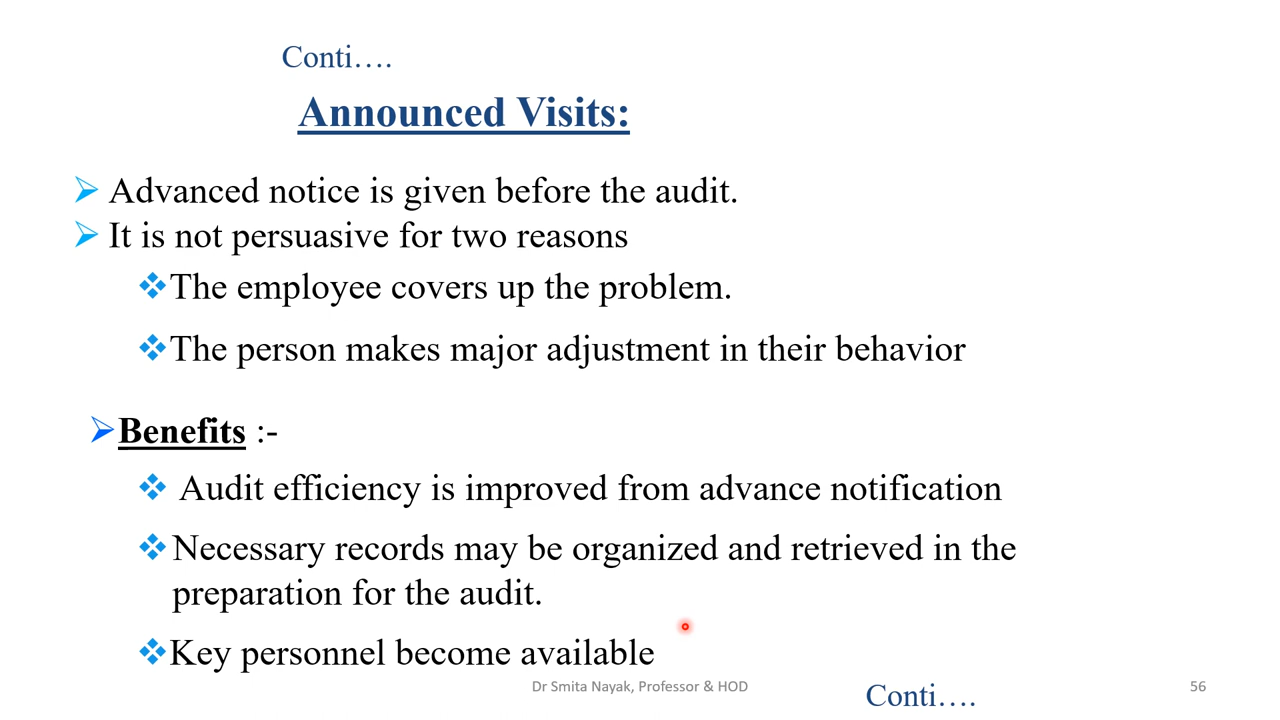 Conti….
Announced Visits:
Advanced notice is given before the audit.
It is not persuasive for two reasons
The employee covers up the problem.
The person makes major adjustment in their behavior
Benefits :-
Audit efficiency is improved from advance notification
Necessary records may be organized and retrieved in the
preparation for the audit.
Key personnel become available
Dr Smita Nayak, Professor & HOD
Conti….
56